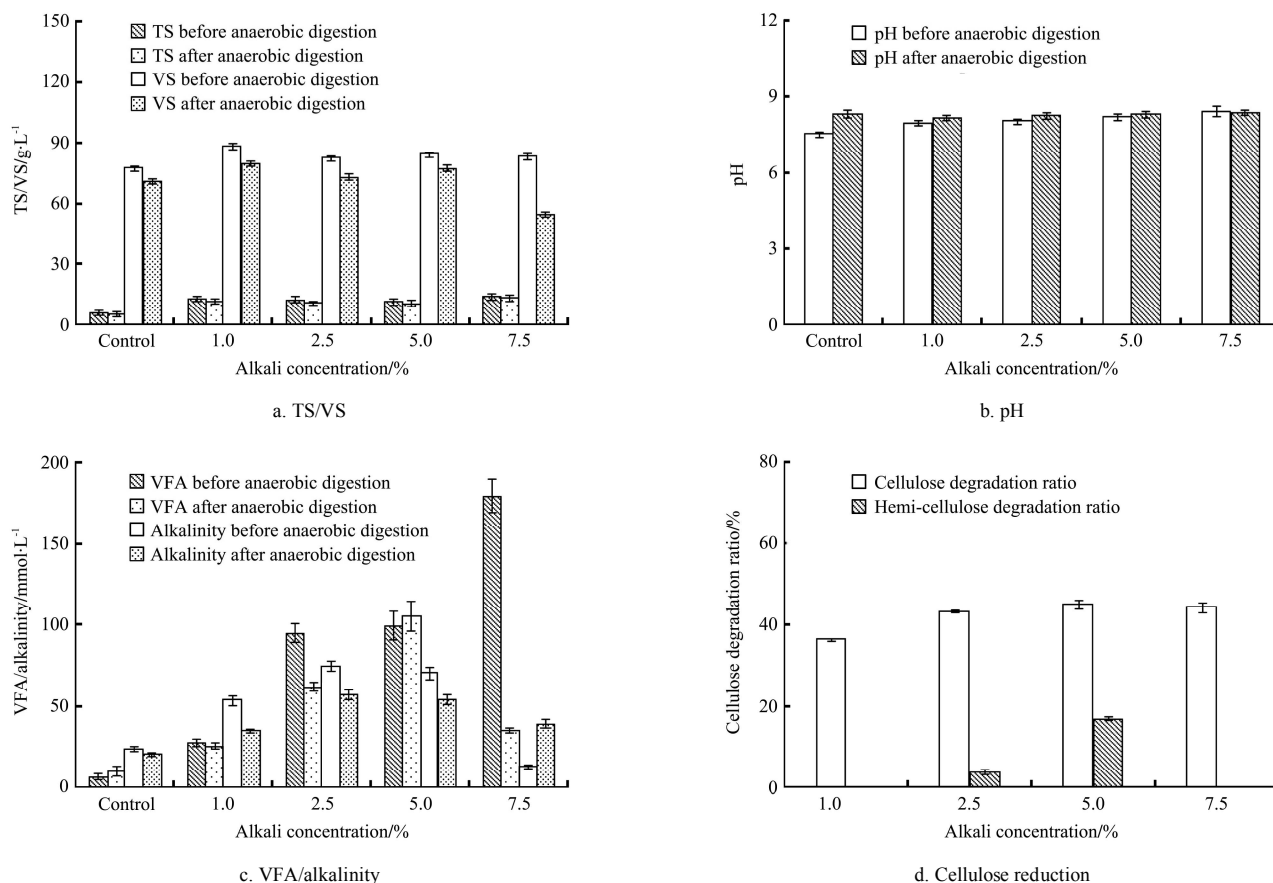 150
120
90
60
30
0
TS/VS/g·L⁻¹
TS before anaerobic digestion
TS after anaerobic digestion
VS before anaerobic digestion
VS after anaerobic digestion
Control 1.0 2.5 5.0 7.5
Alkali concentration/%
a. TS/VS
12
9
6
3
0
pH
pH before anaerobic digestion
pH after anaerobic digestion
Control 1.0 2.5 5.0 7.5
Alkali concentration/%
b. pH
200
150
100
50
0
VFA/alkalinity/mmol·L⁻¹
VFA before anaerobic digestion
VFA after anaerobic digestion
Alkalinity before anaerobic digestion
Alkalinity after anaerobic digestion
Control 1.0 2.5 5.0 7.5
Alkali concentration/%
c. VFA/alkalinity
80
60
40
20
0
Cellulose degradation ratio/%
Cellulose degradation ratio
Hemi-cellulose degradation ratio
1.0 2.5 5.0 7.5
Alkali concentration/%
d. Cellulose reduction